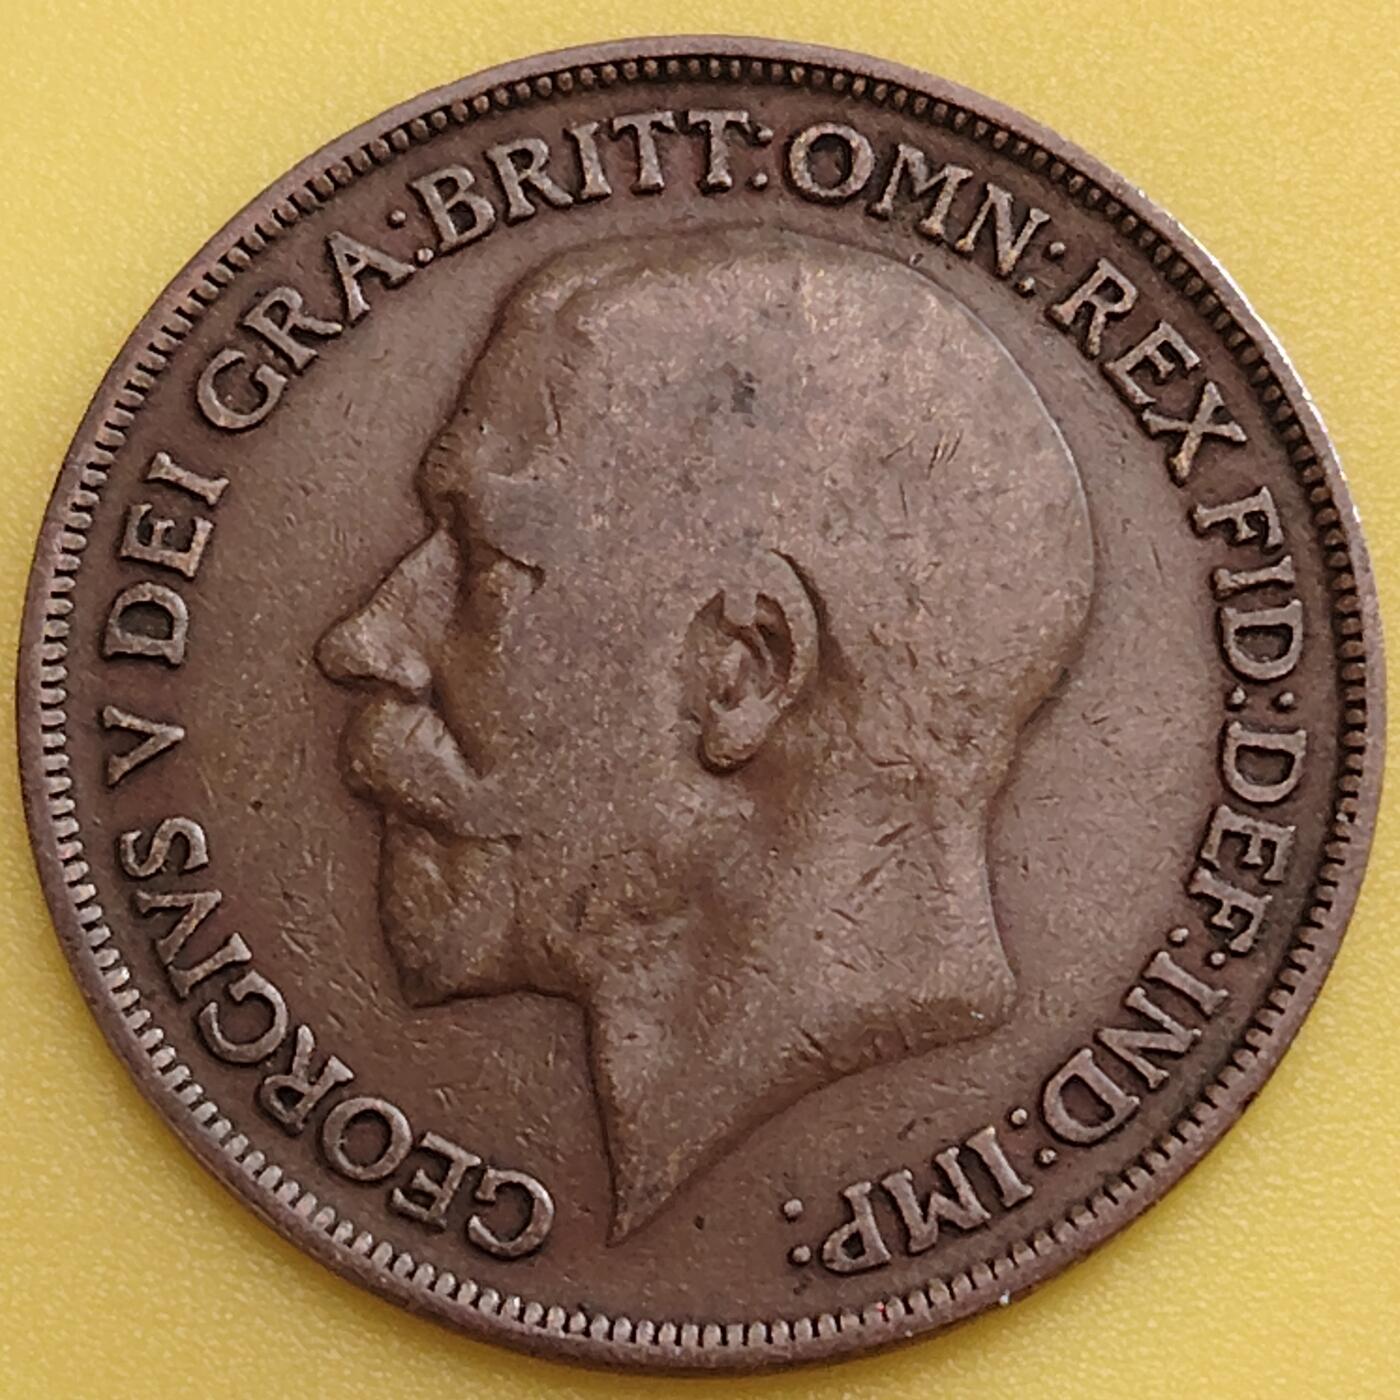 GEORGIVS V DEI GRA:BRITT:OMN:REX FID:DEF:IND:IMP: